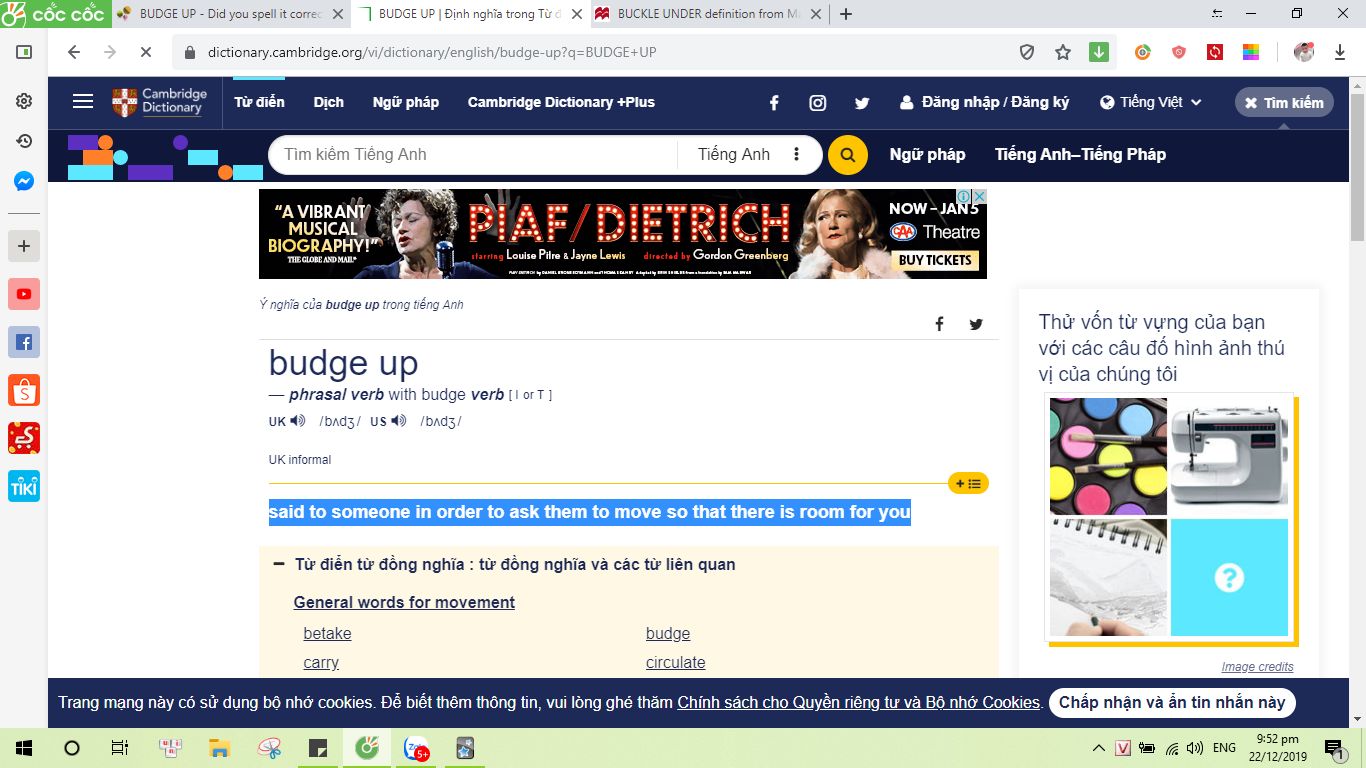 CỐC CỐC
BUDGE UP - Did you spell it correc
BUDGE UP | Định nghĩa trong Từ đ
BUCKLE UNDER definition from Ma
dictionary.cambridge.org/vi/dictionary/english/budge-up?q=BUDGE+UP
Cambridge
Dictionary
Từ điển
Dịch
Ngữ pháp
Cambridge Dictionary +Plus
Đăng nhập / Đăng ký
Tiếng Việt
Tìm kiếm
Tìm kiếm Tiếng Anh
Tiếng Anh
Ngữ pháp
Tiếng Anh–Tiếng Pháp
“A VIBRANT
MUSICAL
BIOGRAPHY!”
THE GLOBE AND MAIL*
PIAF/DIETRICH
starring Louise Pitre & Jayne Lewis directed by Gordon Greenberg
NOW – JAN 5
CAA Theatre
BUY TICKETS
Ý nghĩa của budge up trong tiếng Anh
budge up
— phrasal verb with budge verb [ I or T ]
UK /bʌdʒ/ US /bʌdʒ/
UK informal
said to someone in order to ask them to move so that there is room for you
Từ điển từ đồng nghĩa : từ đồng nghĩa và các từ liên quan
General words for movement
betake
budge
carry
circulate
Thử vốn từ vựng của bạn
với các câu đố hình ảnh thú
vị của chúng tôi
?
Image credits
Trang mạng này có sử dụng bộ nhớ cookies. Để biết thêm thông tin, vui lòng ghé thăm Chính sách cho Quyền riêng tư và Bộ nhớ Cookies.
Chấp nhận và ẩn tin nhắn này
TIKI
5+
V
ENG
9:52 pm
22/12/2019
1